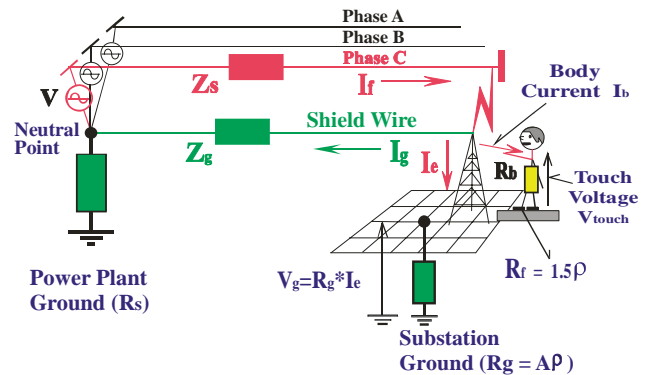 Phase A
Phase B
Phase C
Zs
If
V
Neutral
Point
Shield Wire
Zg
Ig
Ie
Body
Current Ib
Rb
Touch
Voltage
Vtouch
Rf = 1.5ρ
Vg=Rg*Ie
Power Plant
Ground (Rs)
Substation
Ground (Rg = Aρ)